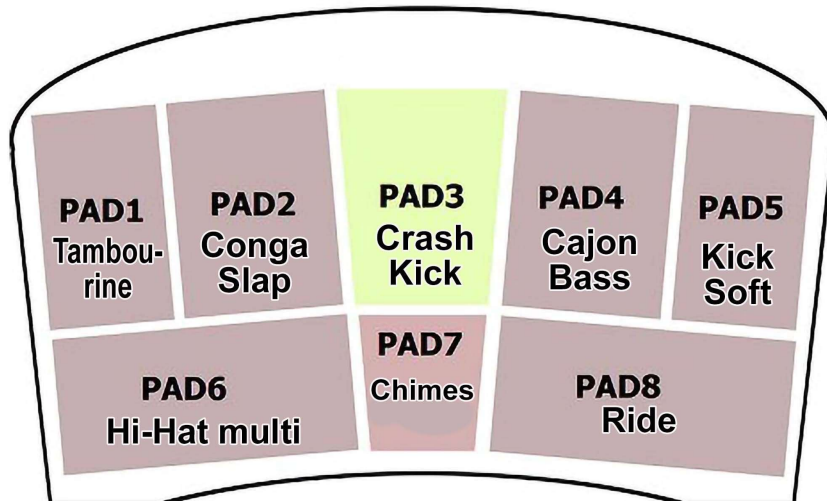 PAD1
Tambou-
rine
PAD2
Conga
Slap
PAD3
Crash
Kick
PAD4
Cajon
Bass
PAD5
Kick
Soft
PAD6
Hi-Hat multi
PAD7
Chimes
PAD8
Ride